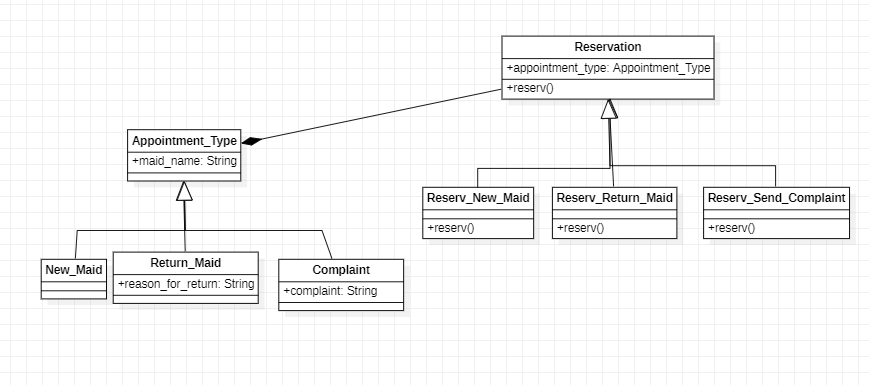 Reservation
+appointment_type: Appointment_Type
+reserv()
Appointment_Type
+maid_name: String
Reserv_New_Maid
+reserv()
Reserv_Return_Maid
+reserv()
Reserv_Send_Complaint
+reserv()
New_Maid
Return_Maid
+reason_for_return: String
Complaint
+complaint: String